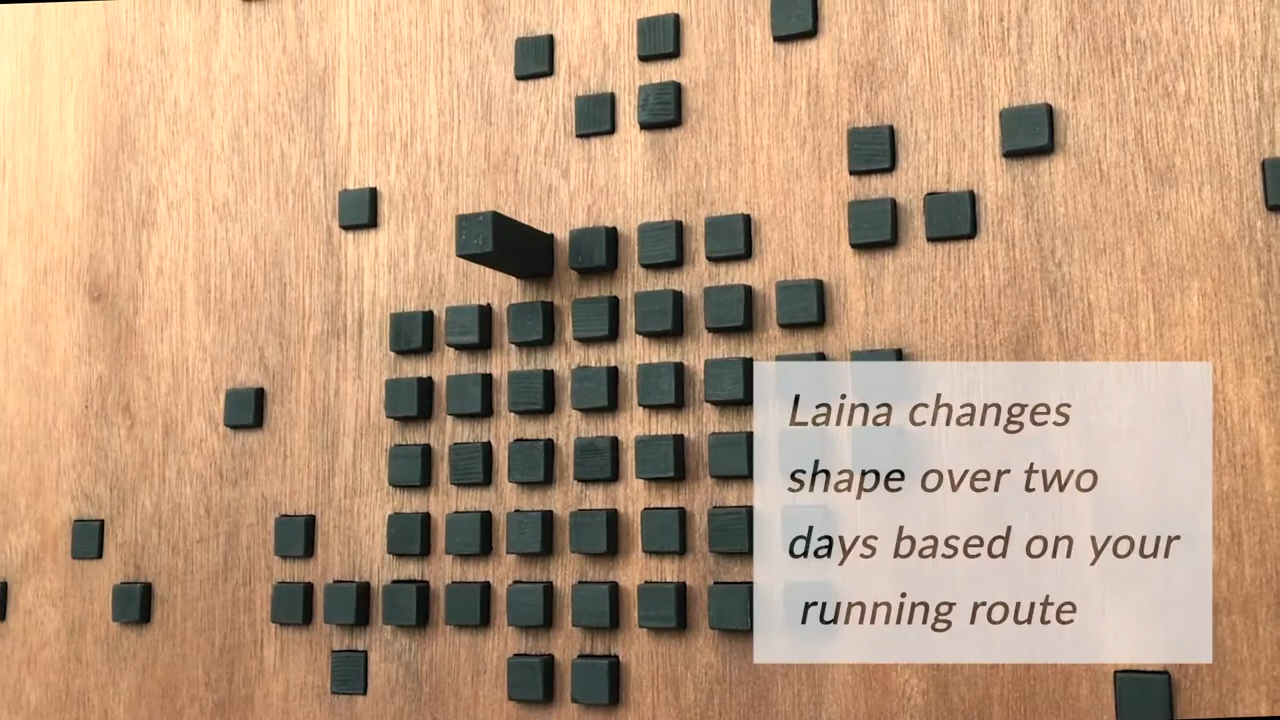 Laina changes
shape over two
days based on your
running route